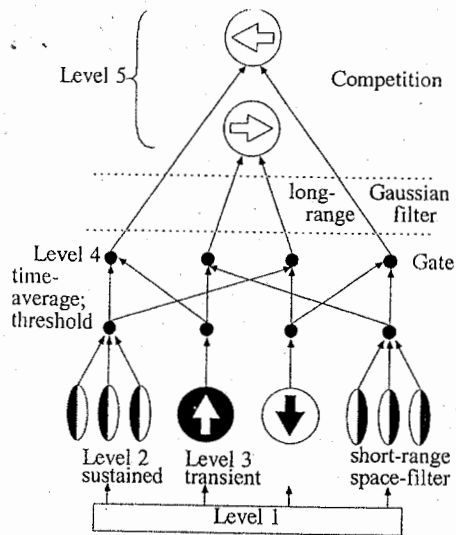 Level 5
Competition
long-
range
Gaussian
filter
Level 4
time-
average;
threshold
Gate
Level 2
sustained
Level 3
transient
short-range
space-filter
Level 1